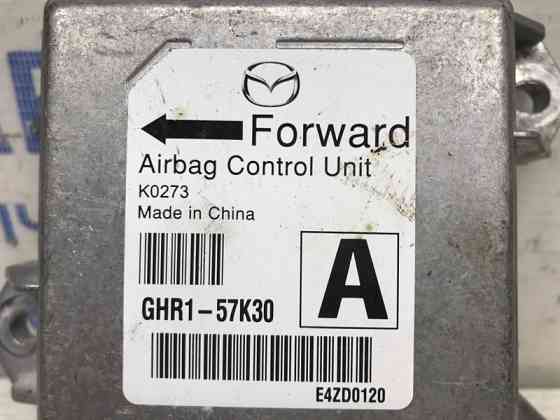 Forward
Airbag Control Unit
K0273
Made in China
A
GHR1-57K30
E4ZD0120